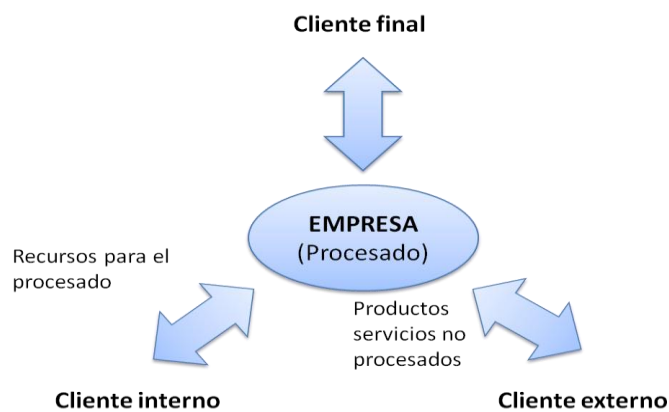 Cliente final
EMPRESA
(Procesado)
Recursos para el
procesado
Productos
servicios no
procesados
Cliente interno
Cliente externo